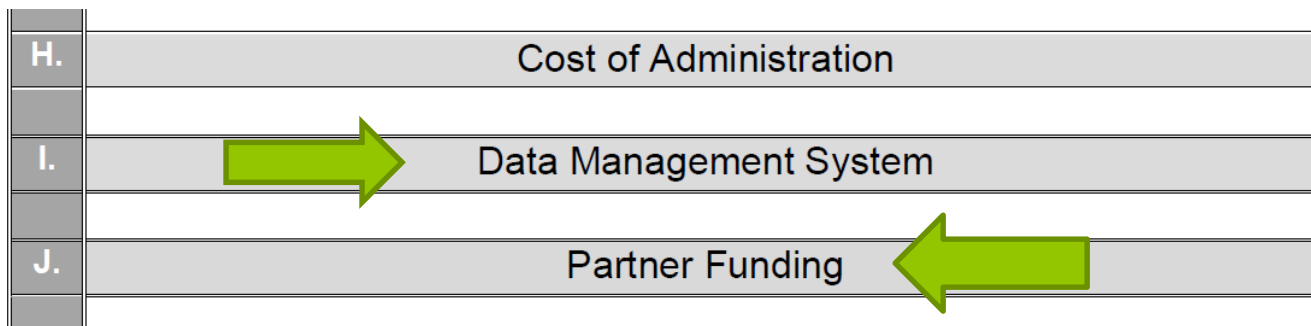 H. Cost of Administration
I. Data Management System
J. Partner Funding